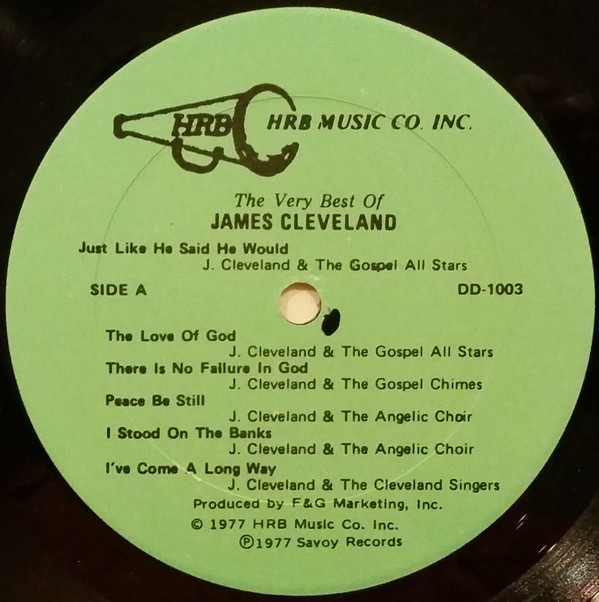 HRB
HRB MUSIC CO. INC.
The Very Best Of
JAMES CLEVELAND
Just Like He Said He Would
J. Cleveland & The Gospel All Stars
SIDE A
DD-1003
The Love Of God
J. Cleveland & The Gospel All Stars
There Is No Failure In God
J. Cleveland & The Gospel Chimes
Peace Be Still
J. Cleveland & The Angelic Choir
I Stood On The Banks
J. Cleveland & The Angelic Choir
I've Come A Long Way
J. Cleveland & The Cleveland Singers
Produced by F&G Marketing, Inc.
© 1977 HRB Music Co. Inc.
℗1977 Savoy Records